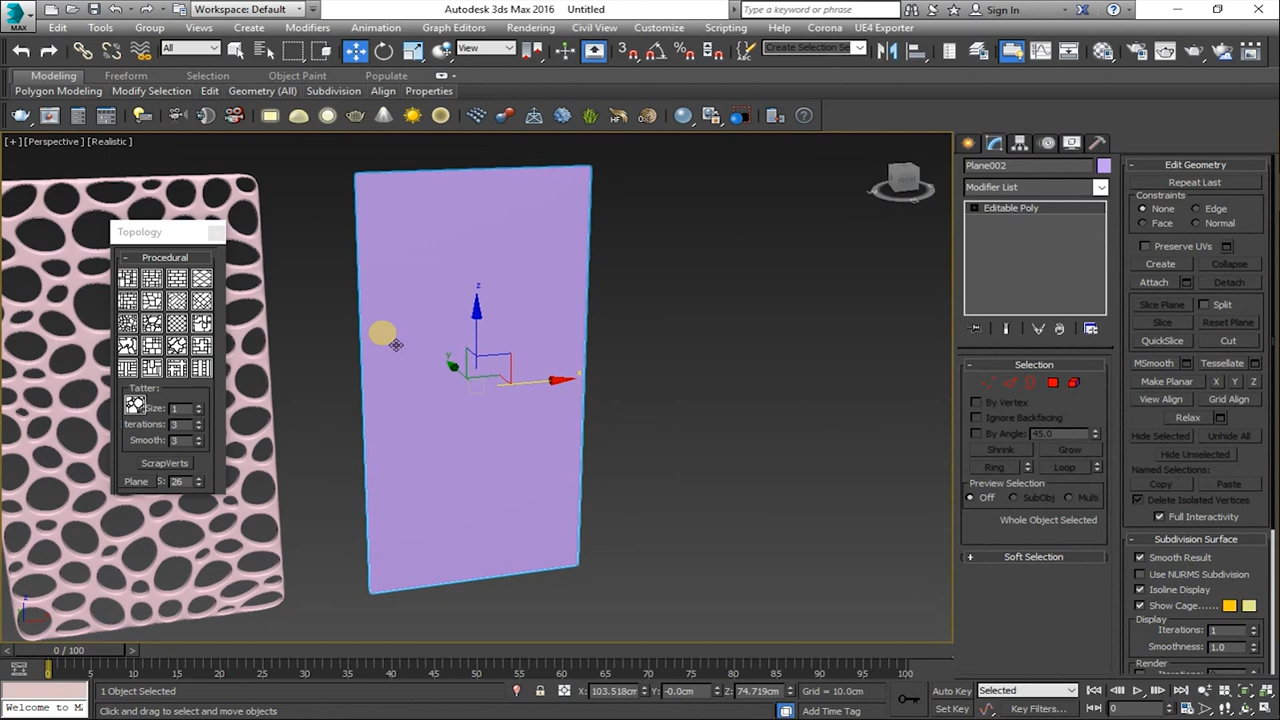 MAX
Workspace: Default
Autodesk 3ds Max 2016 Untitled
Type a keyword or phrase
Sign In
Edit Tools Group Views Create Modifiers Animation Graph Editors Rendering Civil View Customize Scripting Corona UE4 Exporter
All
View
Create Selection Se
Modeling Freeform Selection Object Paint Populate
Polygon Modeling Modify Selection Edit Geometry (All) Subdivision Align Properties
[+] [Perspective] [Realistic]
Topology
Procedural
Tatter:
Size: 1
Iterations: 3
Smooth: 3
ScrapVerts
Plane S: 26
z
y
x
Plane002
Modifier List
Editable Poly
Selection
By Vertex
Ignore Backfacing
By Angle: 45.0
Shrink Grow
Ring Loop
Preview Selection
Off SubObj Multi
Whole Object Selected
Soft Selection
Edit Geometry
Repeat Last
Constraints
None Edge
Face Normal
Preserve UVs
Create Collapse
Attach Detach
Slice Plane Split
Slice Reset Plane
QuickSlice Cut
MSmooth Tessellate
Make Planar X Y Z
View Align Grid Align
Relax
Hide Selected Unhide All
Hide Unselected
Named Selections:
Copy Paste
Delete Isolated Vertices
Full Interactivity
Subdivision Surface
Smooth Result
Use NURMS Subdivision
Isoline Display
Show Cage......
Display
Iterations: 1
Smoothness: 1.0
Render
0 / 100
0 5 10 15 20 25 30 35 40 45 50 55 60 65 70 75 80 85 90 95 100
1 Object Selected
X: 103.518cm Y: -0.0cm Z: 74.719cm Grid = 10.0cm
Auto Key Selected
Welcome to M
Click and drag to select and move objects
Add Time Tag
Set Key Key Filters...
0